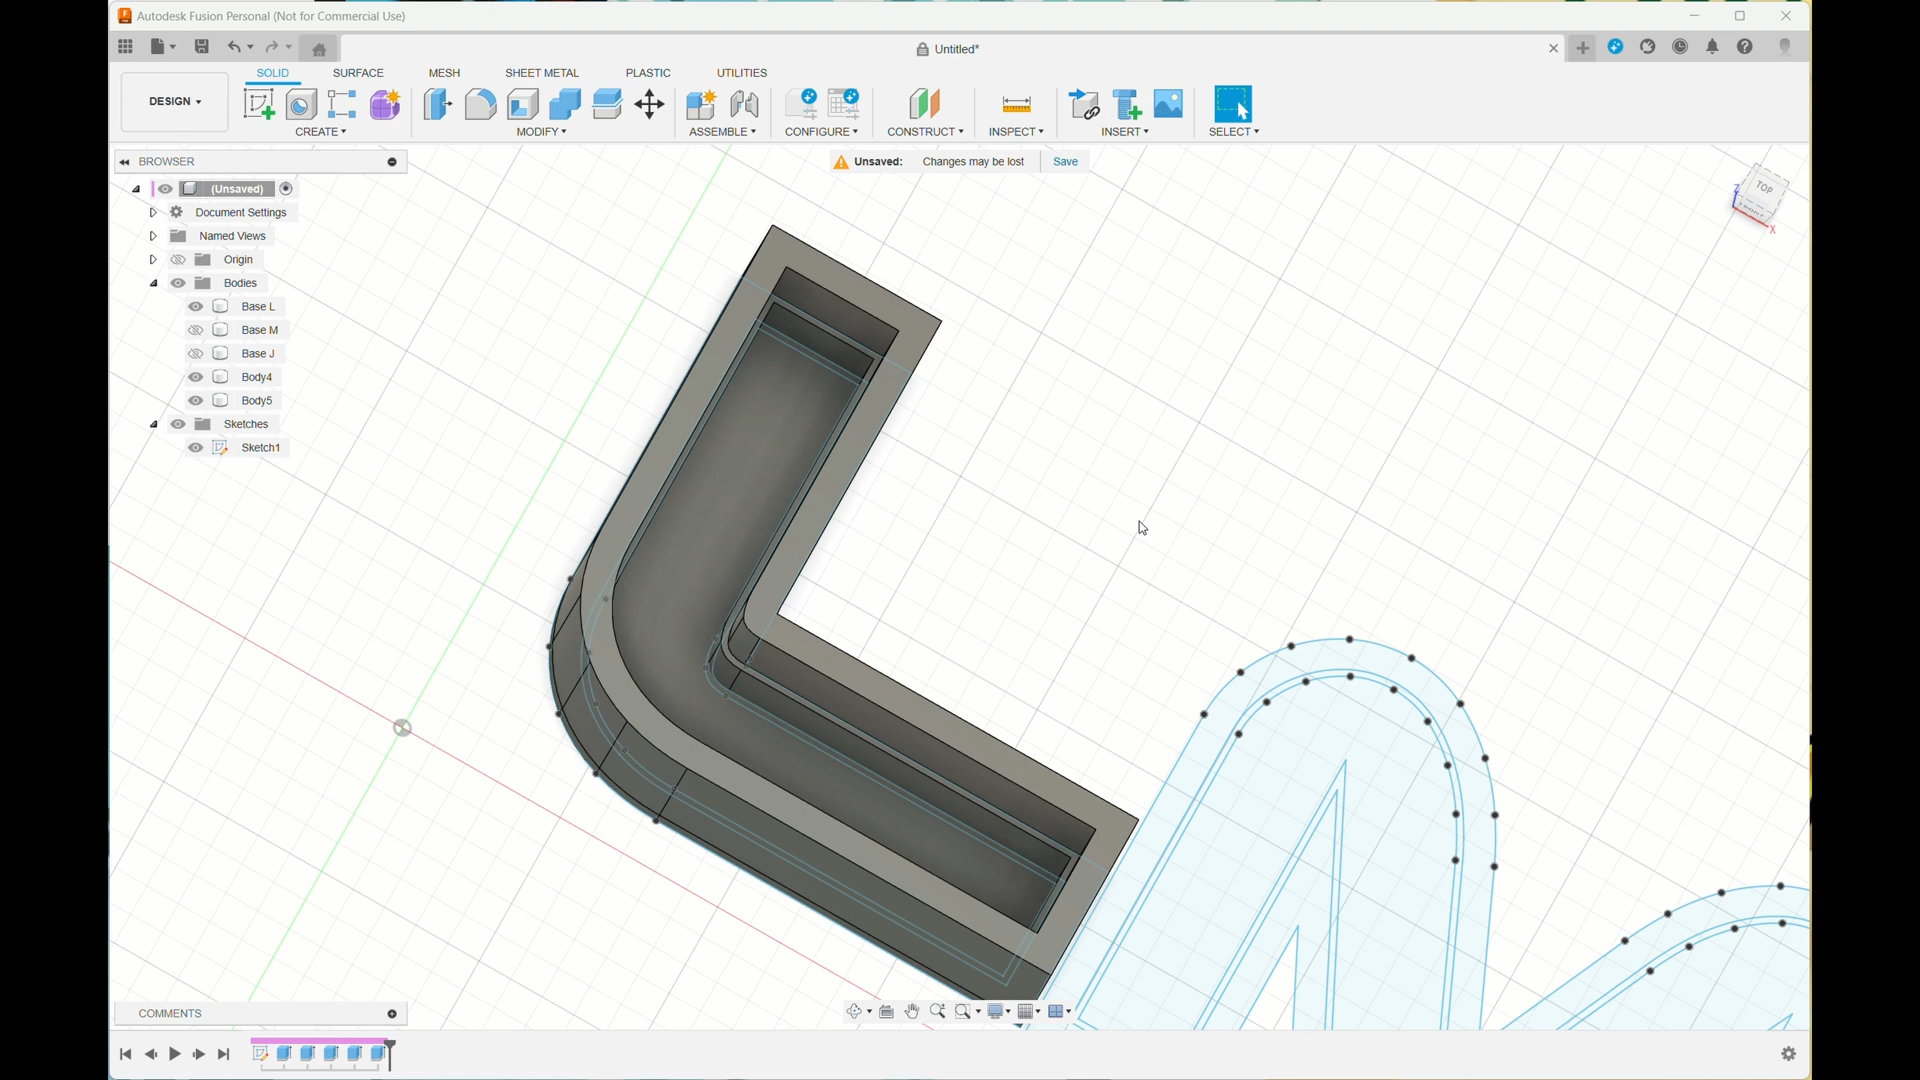 Autodesk Fusion Personal (Not for Commercial Use)
Untitled*
SOLID SURFACE MESH SHEET METAL PLASTIC UTILITIES
DESIGN
CREATE MODIFY ASSEMBLE CONFIGURE CONSTRUCT INSPECT INSERT SELECT
BROWSER
Unsaved: Changes may be lost Save
(Unsaved)
Document Settings
Named Views
Origin
Bodies
Base L
Base M
Base J
Body4
Body5
Sketches
Sketch1
TOP
FRONT
Z
X
COMMENTS